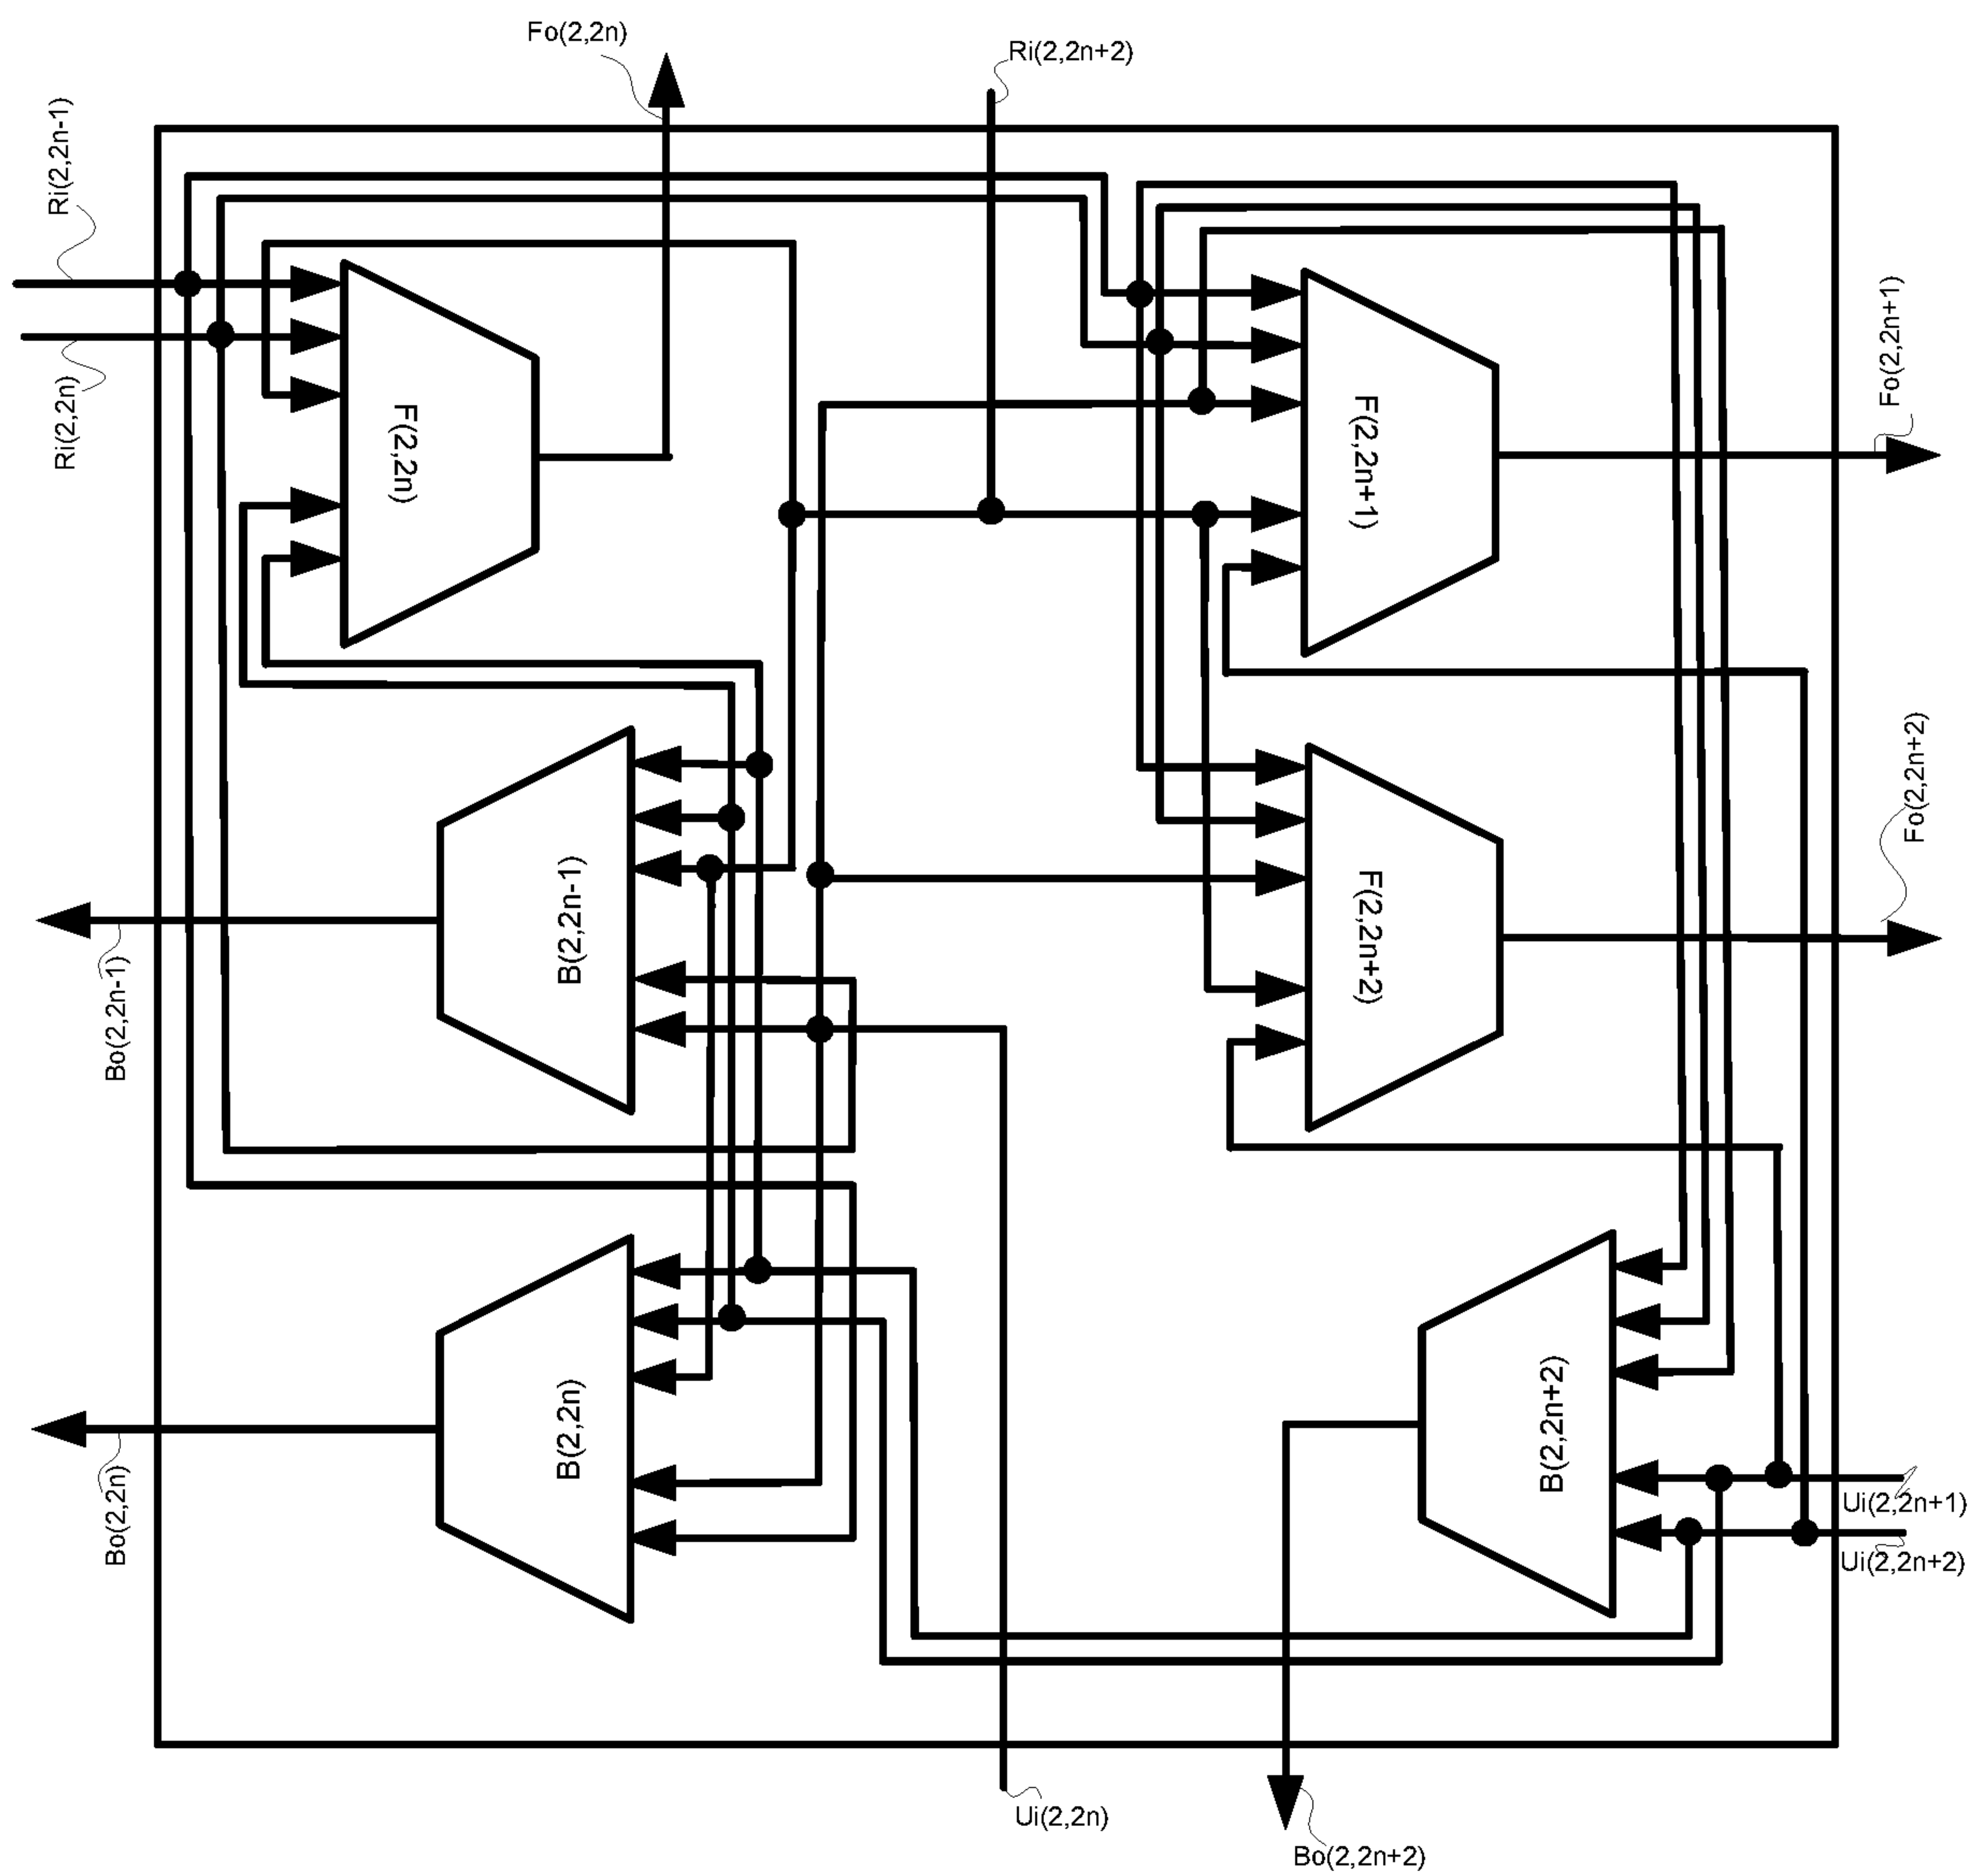 Fo(2,2n)
Ri(2,2n+2)
Ri(2,2n-1)
Ri(2,2n)
F(2,2n)
F(2,2n+1)
Fo(2,2n+1)
B(2,2n-1)
F(2,2n+2)
Fo(2,2n+2)
Bo(2,2n-1)
B(2,2n)
B(2,2n+2)
Bo(2,2n)
Ui(2,2n+1)
Ui(2,2n+2)
Ui(2,2n)
Bo(2,2n+2)